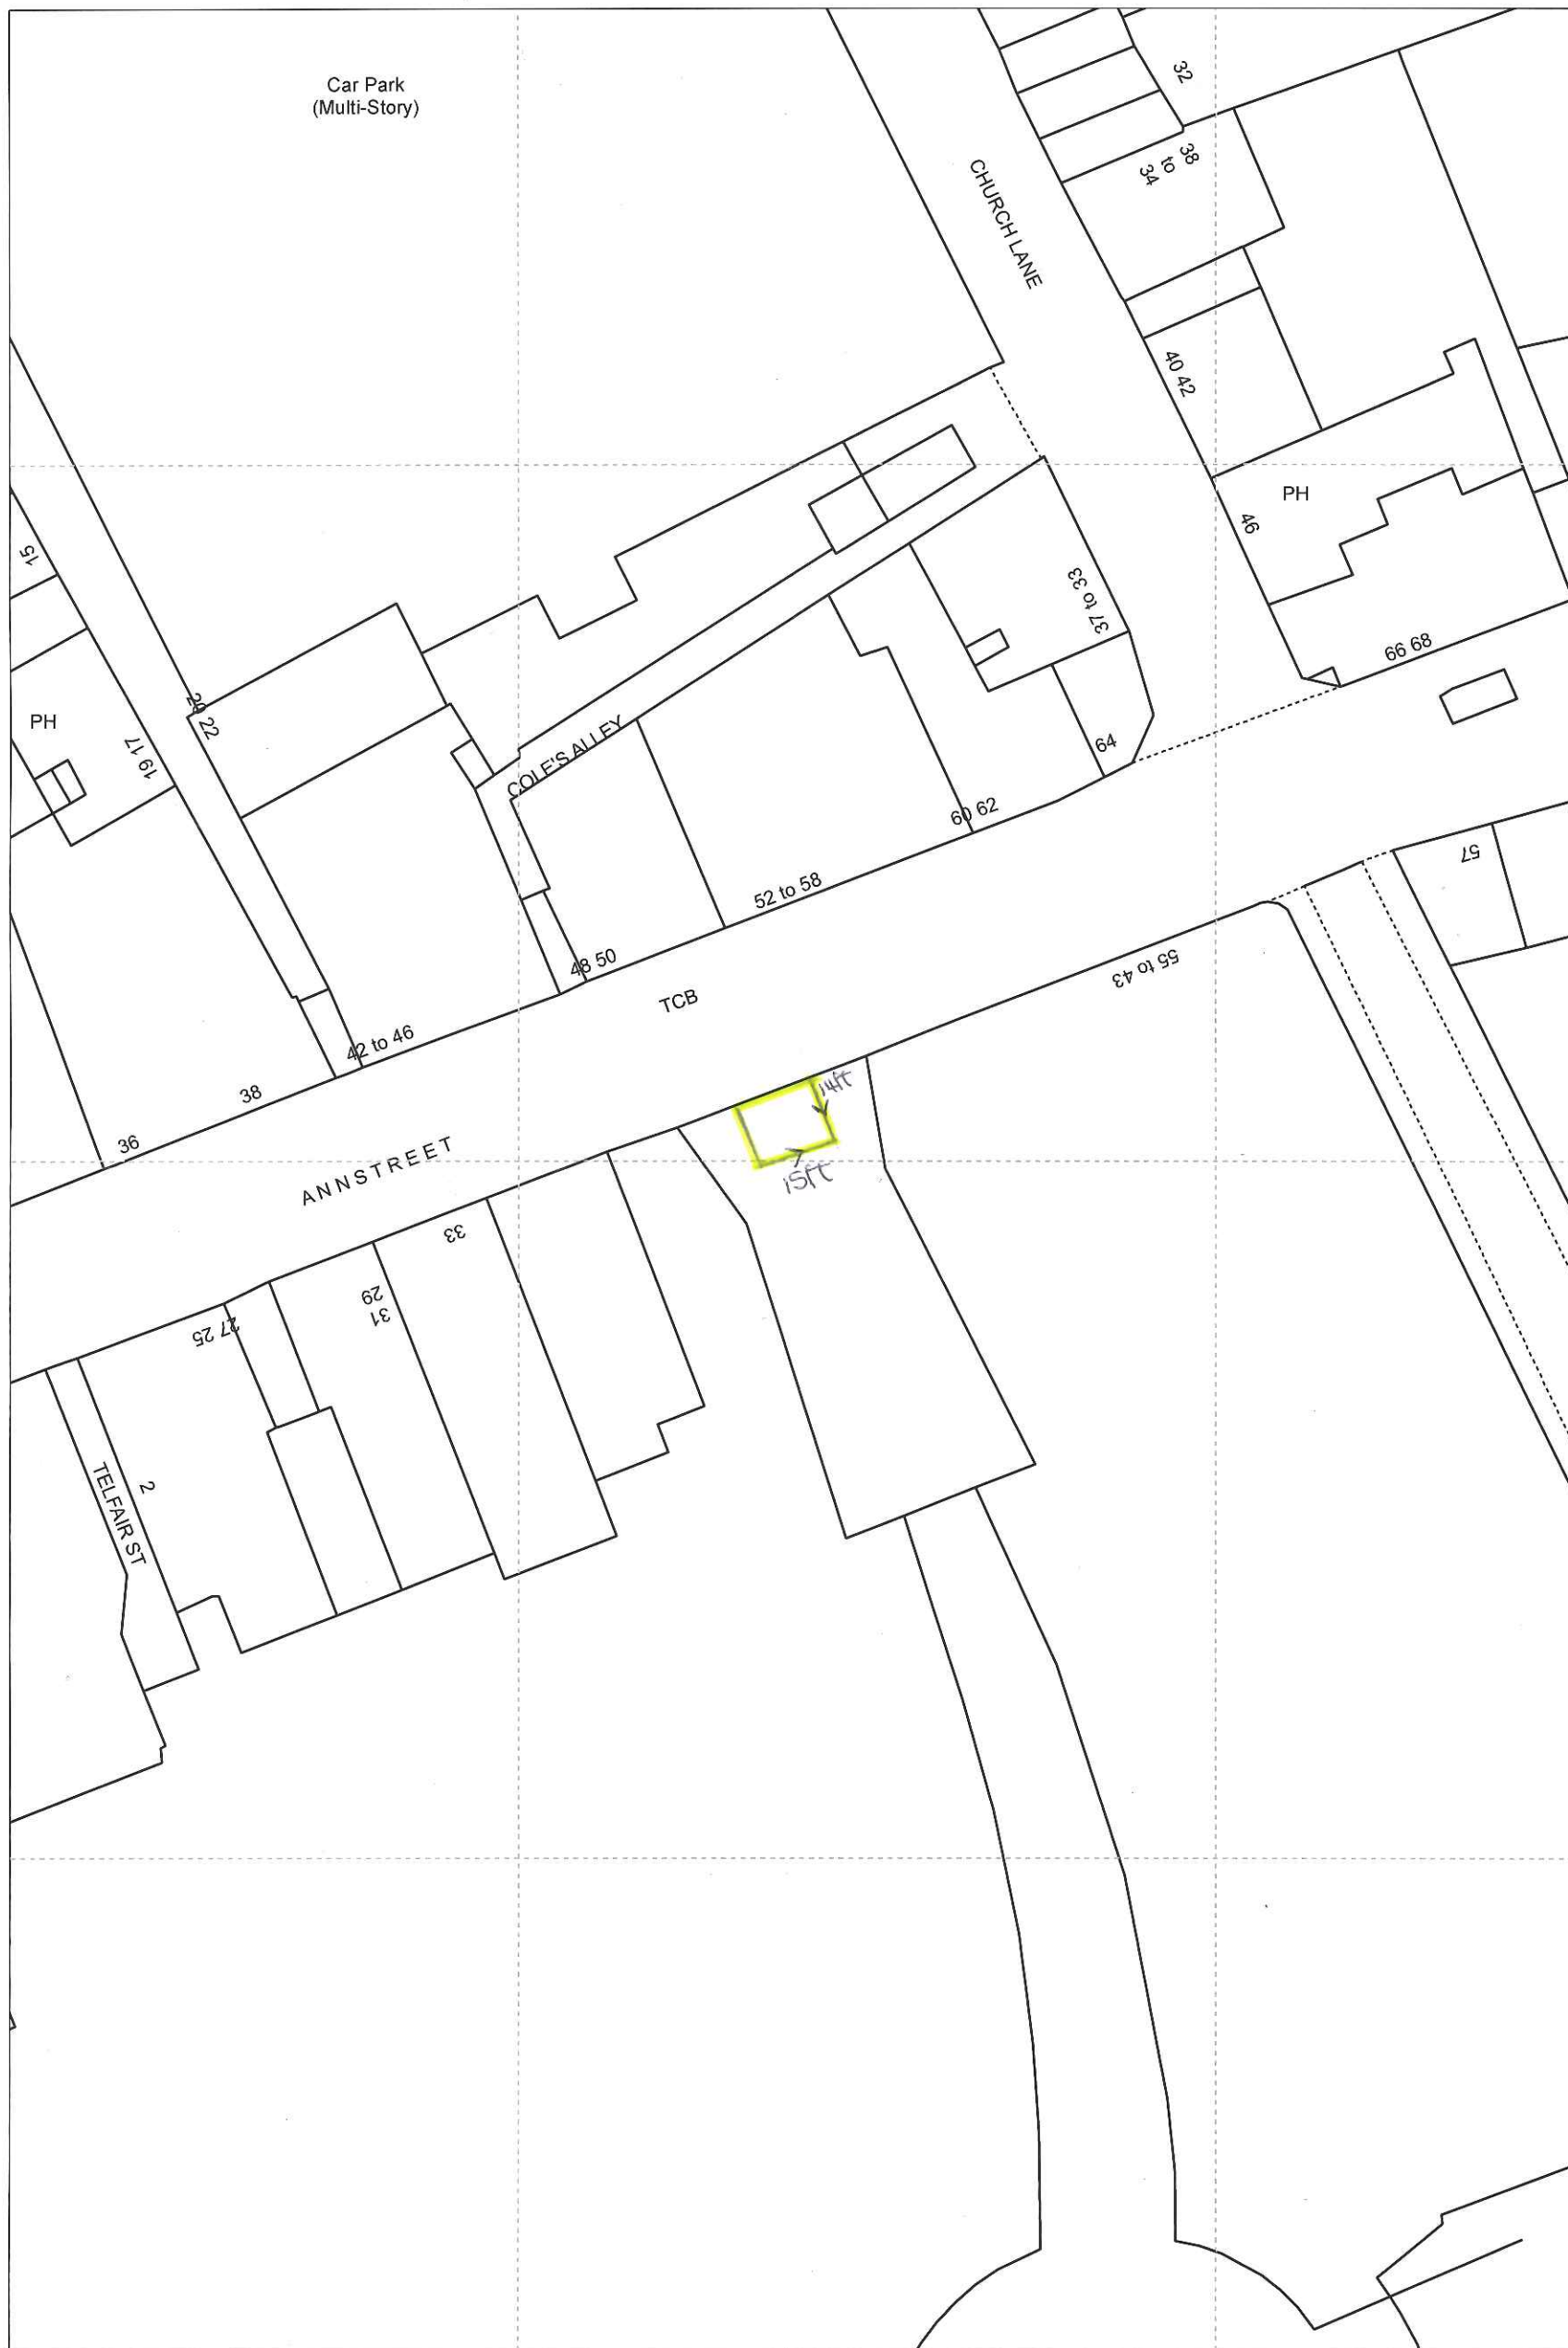 Car Park
(Multi-Story)
32
38
to
34
CHURCH LANE
40 42
PH
46
15
37 to 33
66 68
PH
20 22
19 17
COLE'S ALLEY
64
60 62
57
52 to 58
48 50
55 to 43
TCB
42 to 46
38
14ft
36
ANNSTREET
15ft
33
29
31
27 25
2
TELFAIR ST